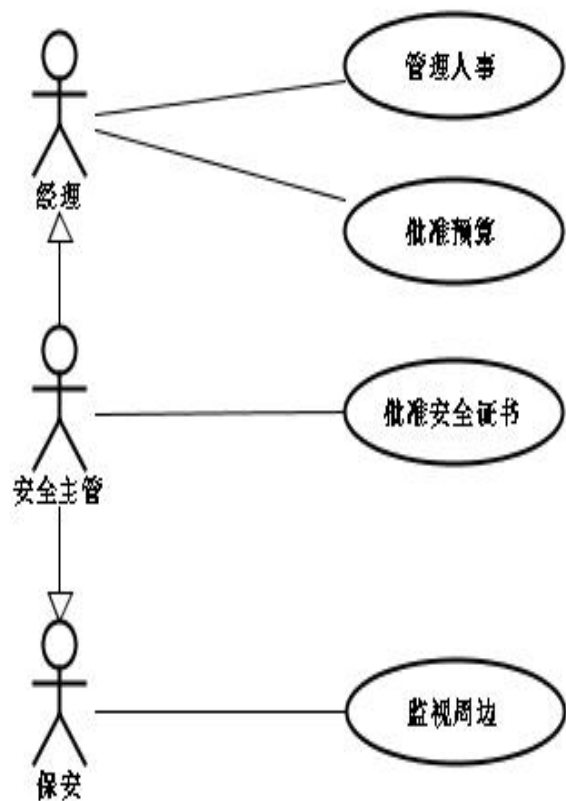 管理人事
经理
批准预算
批准安全证书
安全主管
监视周边
保安